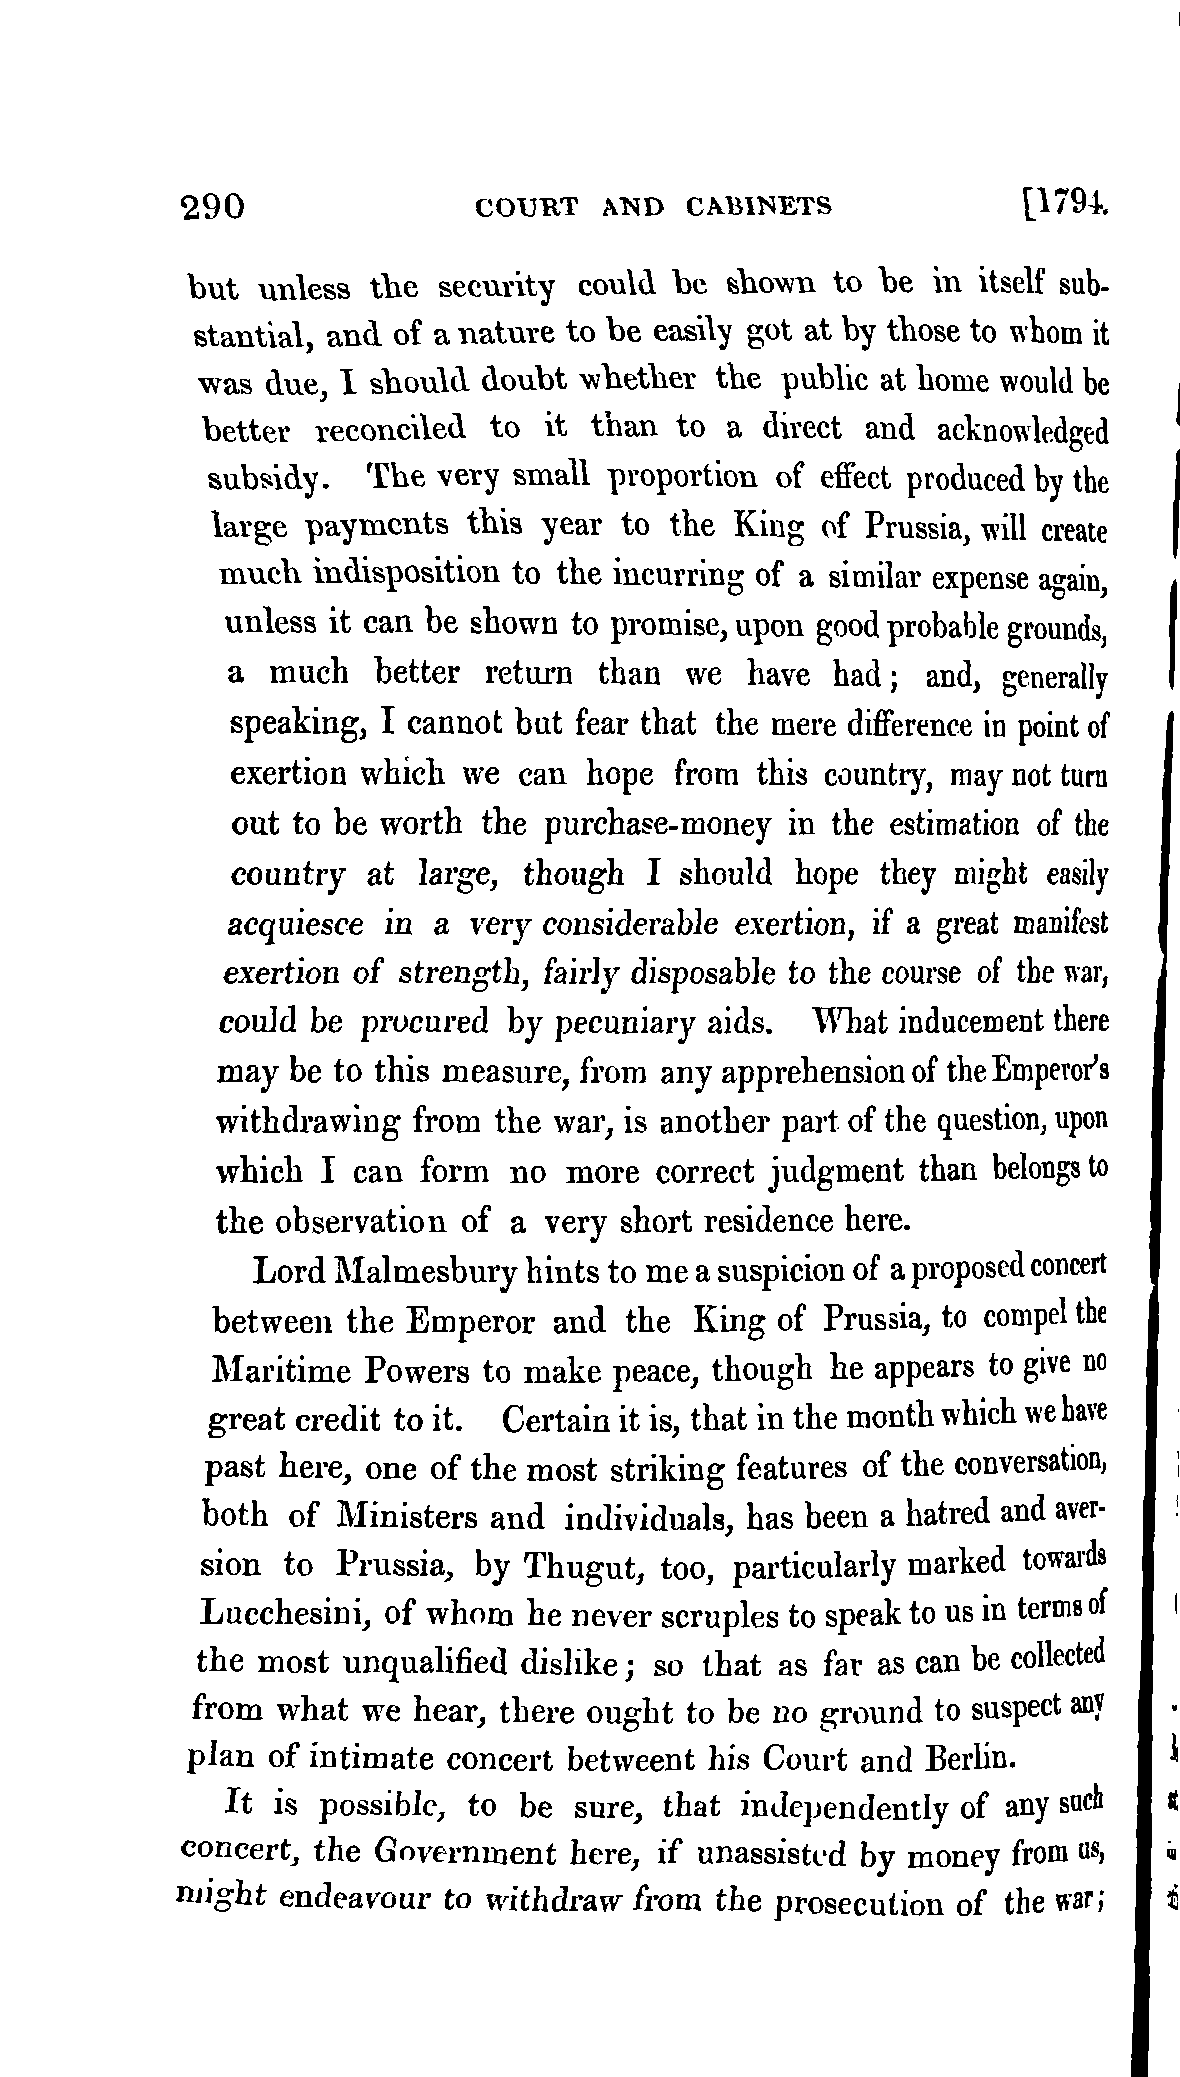 290 COURT AND CABINETS [1794.
but unless the security could be shown to be in itself sub-
stantial, and of a nature to be easily got at by those to whom it
was due, I should doubt whether the public at home would be
better reconciled to it than to a direct and acknowledged
subsidy. The very small proportion of effect produced by the
large payments this year to the King of Prussia, will create
much indisposition to the incurring of a similar expense again,
unless it can be shown to promise, upon good probable grounds,
a much better return than we have had; and, generally
speaking, I cannot but fear that the mere difference in point of
exertion which we can hope from this country, may not turn
out to be worth the purchase-money in the estimation of the
country at large, though I should hope they might easily
acquiesce in a very considerable exertion, if a great manifest
exertion of strength, fairly disposable to the course of the war,
could be procured by pecuniary aids. What inducement there
may be to this measure, from any apprehension of the Emperor's
withdrawing from the war, is another part of the question, upon
which I can form no more correct judgment than belongs to
the observation of a very short residence here.
Lord Malmesbury hints to me a suspicion of a proposed concert
between the Emperor and the King of Prussia, to compel the
Maritime Powers to make peace, though he appears to give no
great credit to it. Certain it is, that in the month which we have
past here, one of the most striking features of the conversation,
both of Ministers and individuals, has been a hatred and aver-
sion to Prussia, by Thugut, too, particularly marked towards
Lucchesini, of whom he never scruples to speak to us in terms of
the most unqualified dislike; so that as far as can be collected
from what we hear, there ought to be no ground to suspect any
plan of intimate concert betweent his Court and Berlin.
It is possible, to be sure, that independently of any such
concert, the Government here, if unassisted by money from us,
might endeavour to withdraw from the prosecution of the war;